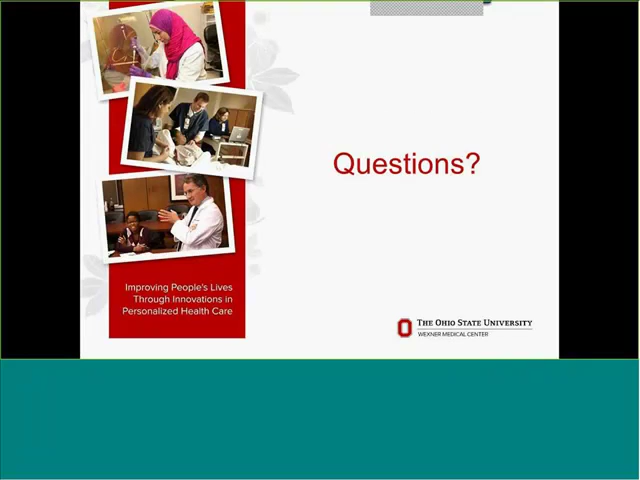 Questions?
Improving People's Lives
Through Innovations in
Personalized Health Care
THE OHIO STATE UNIVERSITY
WEXNER MEDICAL CENTER